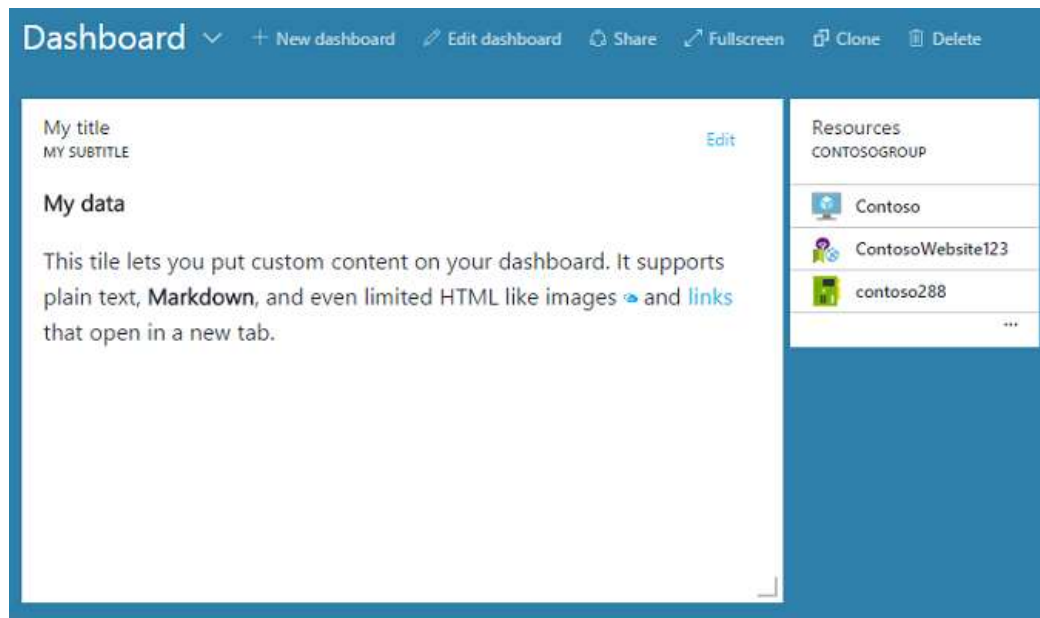 Dashboard + New dashboard Edit dashboard Share Fullscreen Clone Delete
My title
MY SUBTITLE
Edit
My data
This tile lets you put custom content on your dashboard. It supports
plain text, Markdown, and even limited HTML like images and links
that open in a new tab.
Resources
CONTOSOGROUP
Contoso
ContosoWebsite123
contoso288
...